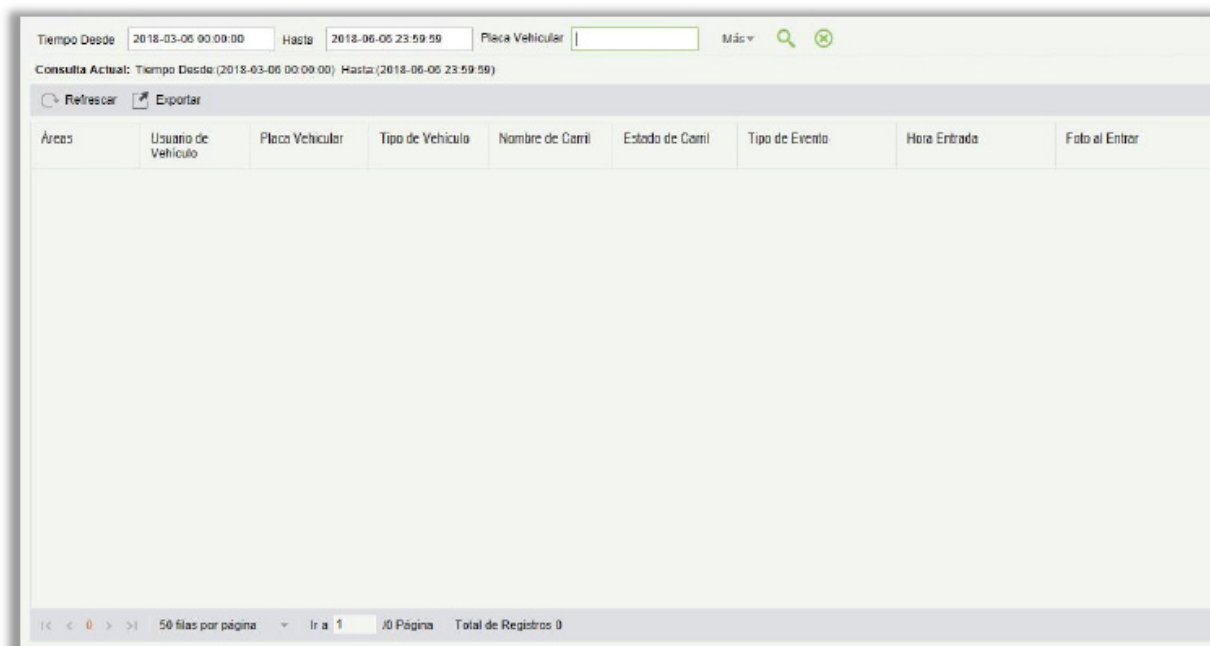 Tiempo Desde 2018-03-06 00:00:00 Hasta 2018-06-06 23:59:59 Placa Vehicular Más
Consulta Actual: Tiempo Desde:(2018-03-06 00:00:00) Hasta:(2018-06-06 23:59:59)
Refrescar Exportar
Áreas Usuario de Vehículo Placa Vehicular Tipo de Vehículo Nombre de Carril Estado de Carril Tipo de Evento Hora Entrada Foto al Entrar
|< < 0 > >| 50 filas por página Ir a 1 /0 Página Total de Registros 0